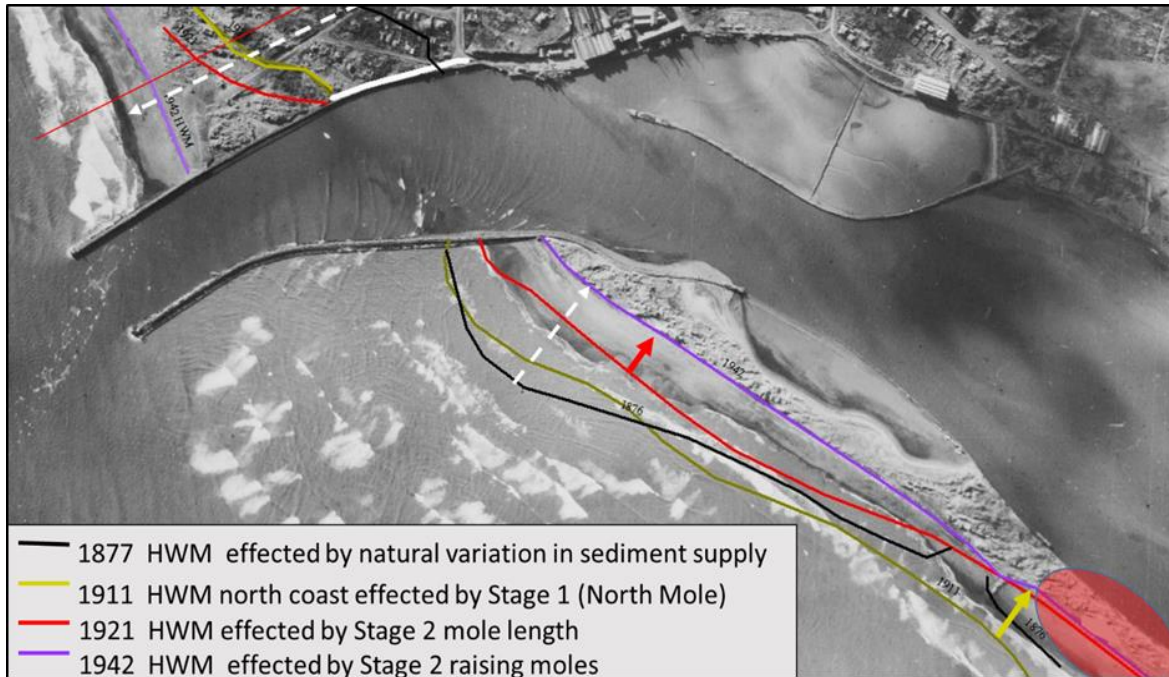 1942 HWM
1942
1876
1911
1876
1877 HWM effected by natural variation in sediment supply
1911 HWM north coast effected by Stage 1 (North Mole)
1921 HWM effected by Stage 2 mole length
1942 HWM effected by Stage 2 raising moles